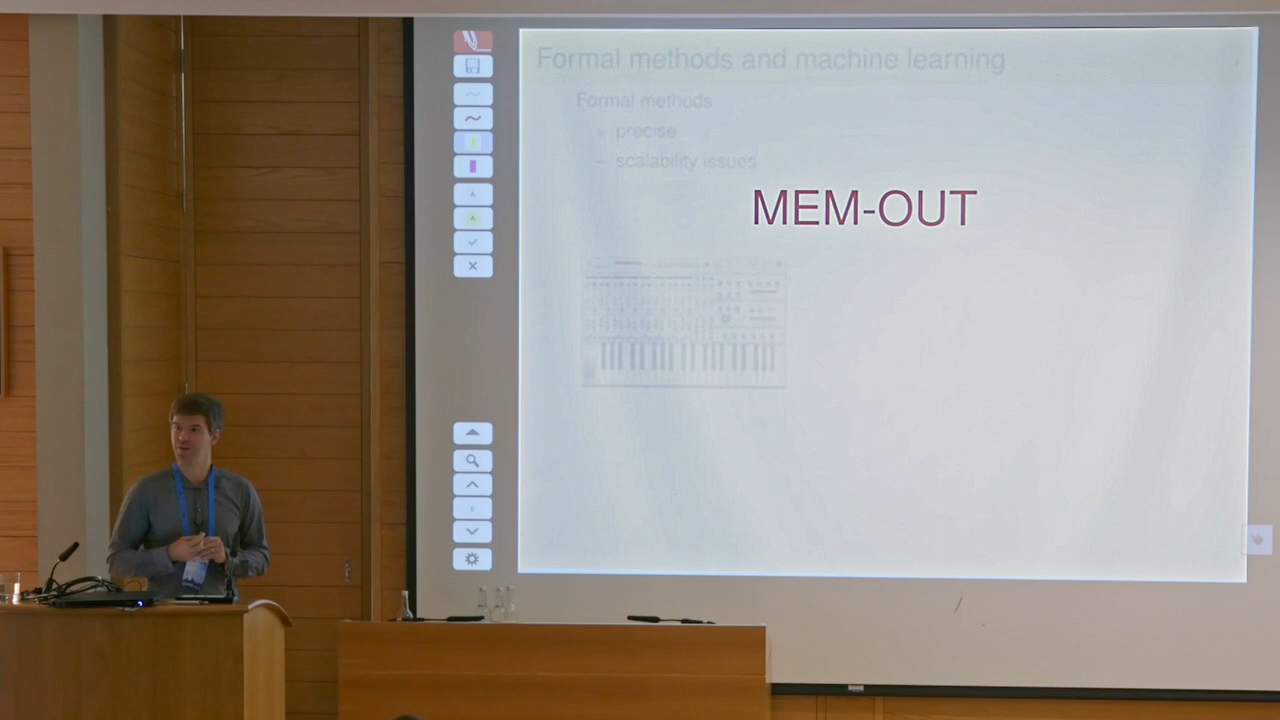 Formal methods and machine learning
Formal methods
precise
– scalability issues
MEM-OUT